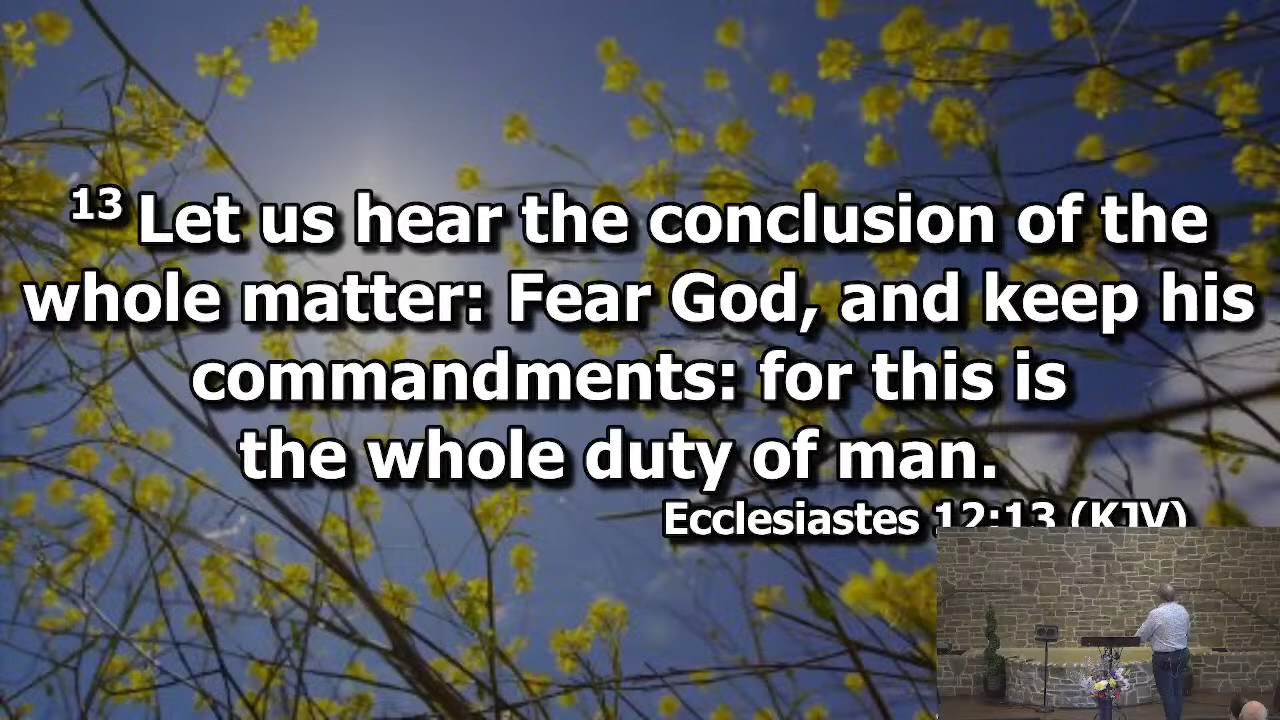 13 Let us hear the conclusion of the
whole matter: Fear God, and keep his
commandments: for this is
the whole duty of man.
Ecclesiastes 12:13 (KJV)